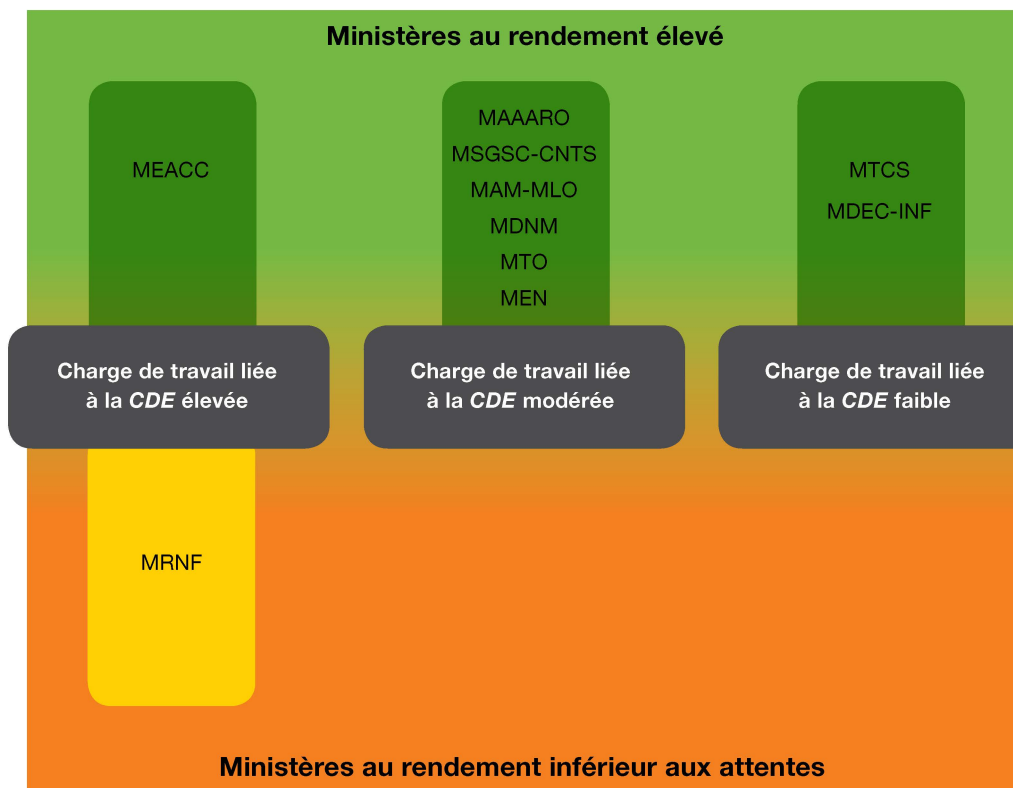 Ministères au rendement élevé
MEACC
MAAARO
MSGSC-CNTS
MAM-MLO
MDNM
MTO
MEN
MTCS
MDEC-INF
Charge de travail liée
à la CDE élevée
Charge de travail liée
à la CDE modérée
Charge de travail liée
à la CDE faible
MRNF
Ministères au rendement inférieur aux attentes